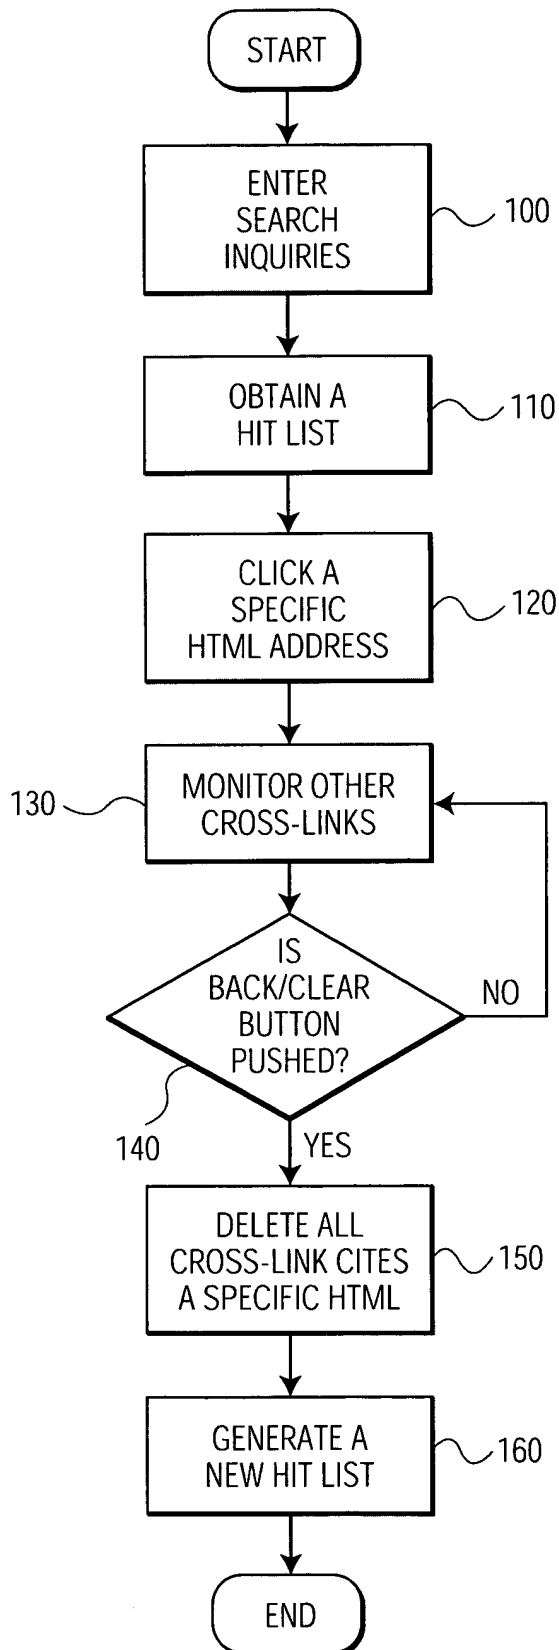 START
ENTER
SEARCH
INQUIRIES
100
OBTAIN A
HIT LIST
110
CLICK A
SPECIFIC
HTML ADDRESS
120
MONITOR OTHER
CROSS-LINKS
130
IS
BACK/CLEAR
BUTTON
PUSHED?
NO
140
YES
DELETE ALL
CROSS-LINK CITES
A SPECIFIC HTML
150
GENERATE A
NEW HIT LIST
160
END